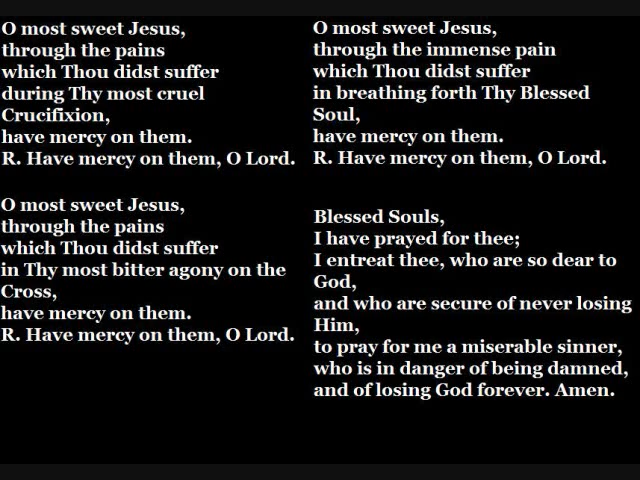 O most sweet Jesus,
through the pains
which Thou didst suffer
during Thy most cruel
Crucifixion,
have mercy on them.
R. Have mercy on them, O Lord.
O most sweet Jesus,
through the pains
which Thou didst suffer
in Thy most bitter agony on the
Cross,
have mercy on them.
R. Have mercy on them, O Lord.
O most sweet Jesus,
through the immense pain
which Thou didst suffer
in breathing forth Thy Blessed
Soul,
have mercy on them.
R. Have mercy on them, O Lord.
Blessed Souls,
I have prayed for thee;
I entreat thee, who are so dear to
God,
and who are secure of never losing
Him,
to pray for me a miserable sinner,
who is in danger of being damned,
and of losing God forever. Amen.